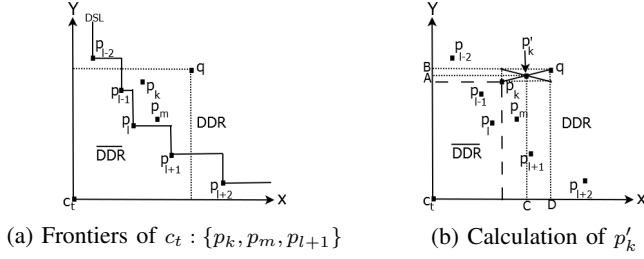 Y
DSL
p_{l-2}
q
p_{l-1}
p_k
p_m
p_l
DDR
\overline{DDR}
p_{l+1}
p_{l+2}
c_t
X
(a) Frontiers of c_t : {p_k, p_m, p_{l+1}}
Y
p'_k
p_{l-2}
B
q
A
p_k
p_{l-1}
p_m
p_l
DDR
\overline{DDR}
p_{l+1}
p_{l+2}
c_t
C
D
X
(b) Calculation of p'_k